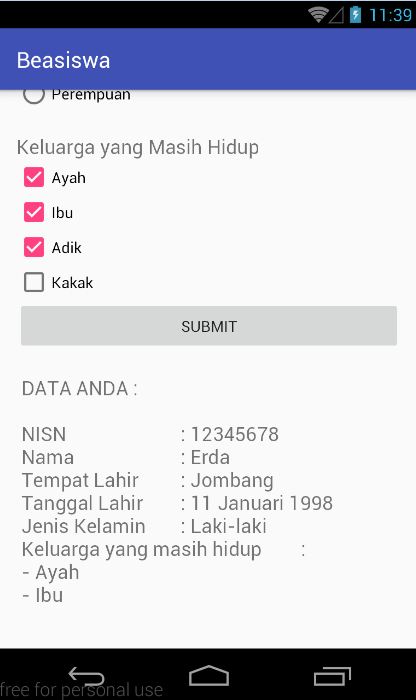 11:39
Beasiswa
Perempuan
Keluarga yang Masih Hidup
Ayah
Ibu
Adik
Kakak
SUBMIT
DATA ANDA :
NISN : 12345678
Nama : Erda
Tempat Lahir : Jombang
Tanggal Lahir : 11 Januari 1998
Jenis Kelamin : Laki-laki
Keluarga yang masih hidup :
- Ayah
- Ibu
free for personal use